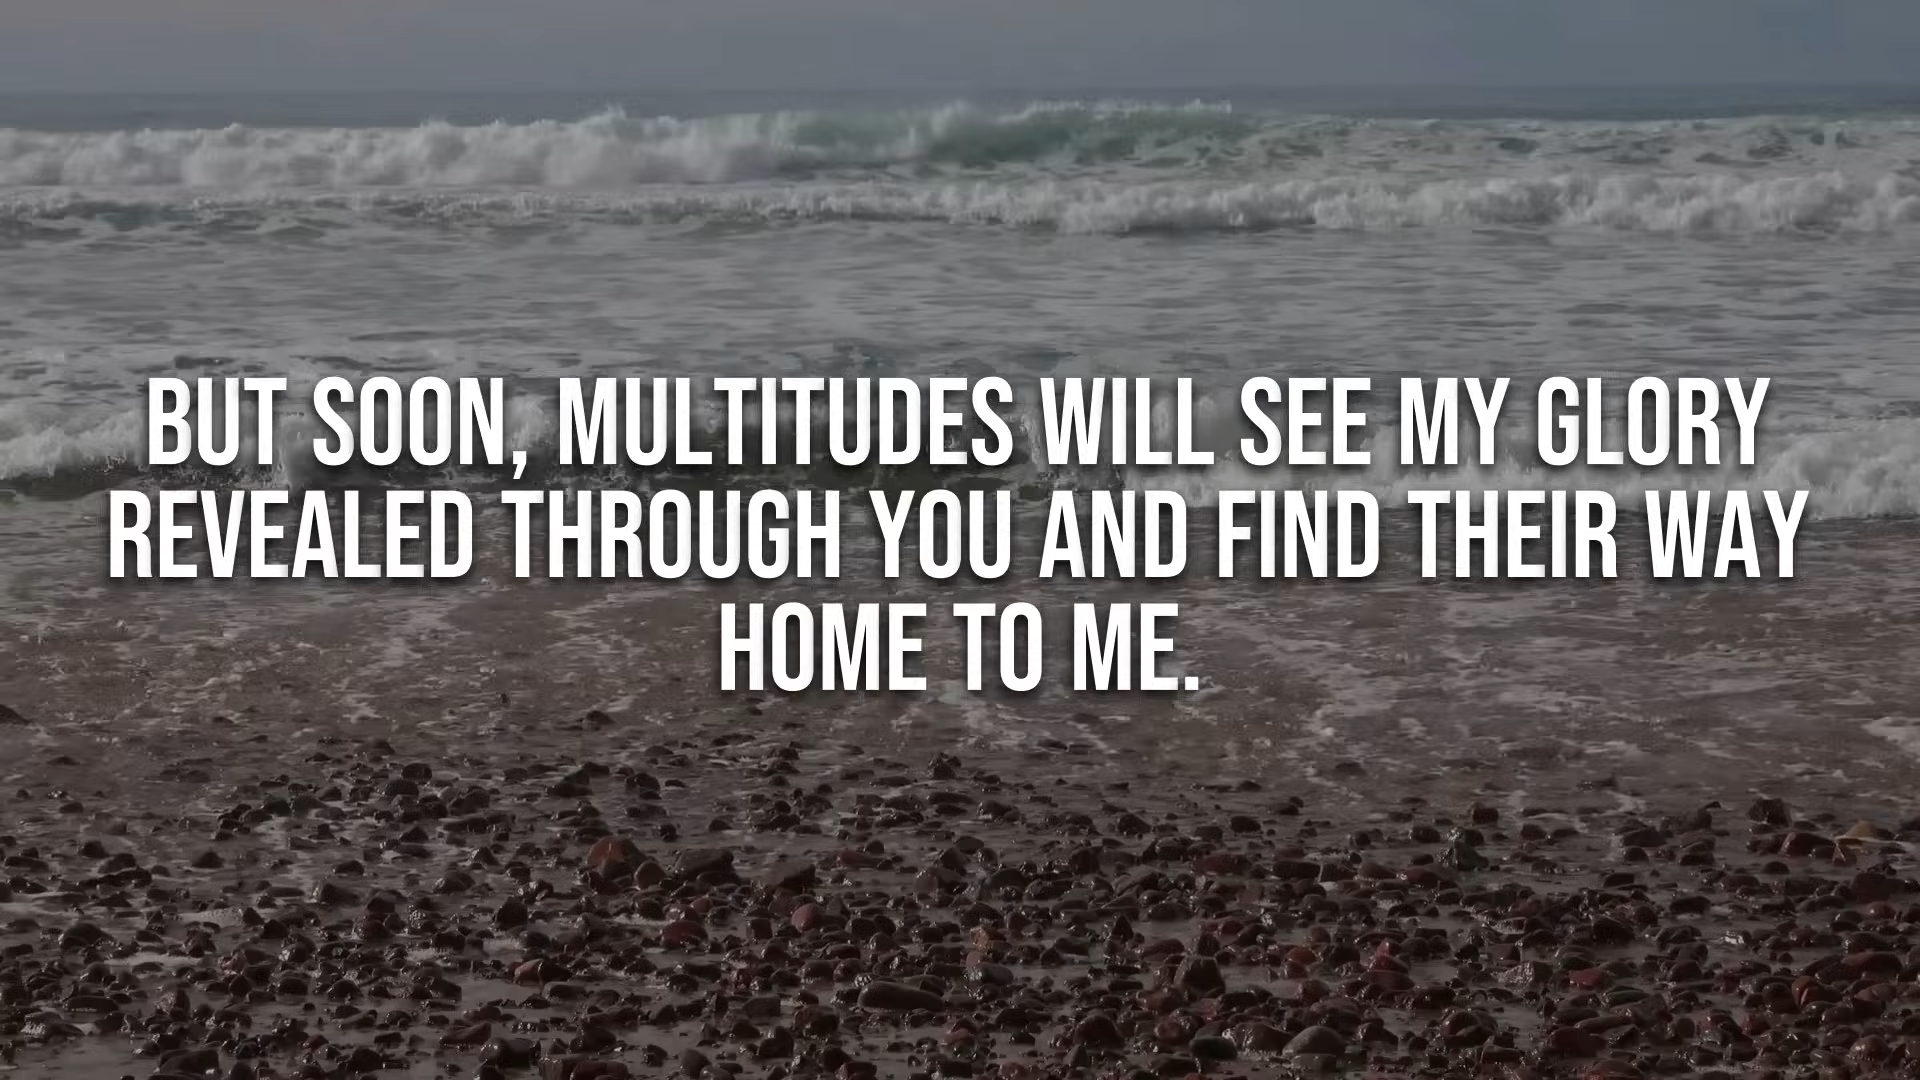 BUT SOON, MULTITUDES WILL SEE MY GLORY
REVEALED THROUGH YOU AND FIND THEIR WAY
HOME TO ME.